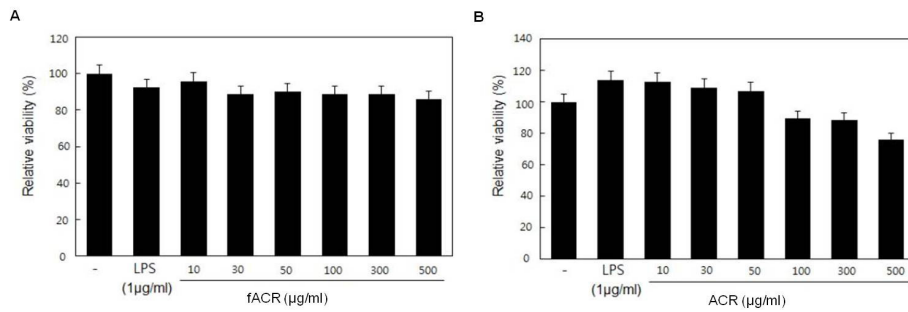 A
Relative viability (%)
120
100
80
60
40
20
0
- LPS 10 30 50 100 300 500
(1µg/ml)
fACR (µg/ml)
B
Relative viability (%)
140
120
100
80
60
40
20
0
- LPS 10 30 50 100 300 500
(1µg/ml)
ACR (µg/ml)